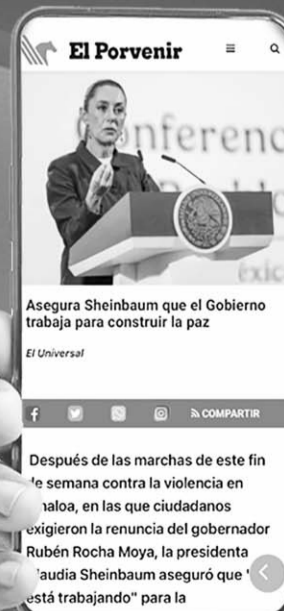 El Porvenir
Asegura Sheinbaum que el Gobierno
trabaja para construir la paz
El Universal
COMPARTIR
Después de las marchas de este fin
de semana contra la violencia en
Sinaloa, en las que ciudadanos
exigieron la renuncia del gobernador
Rubén Rocha Moya, la presidenta
Claudia Sheinbaum aseguró que "
está trabajando" para la